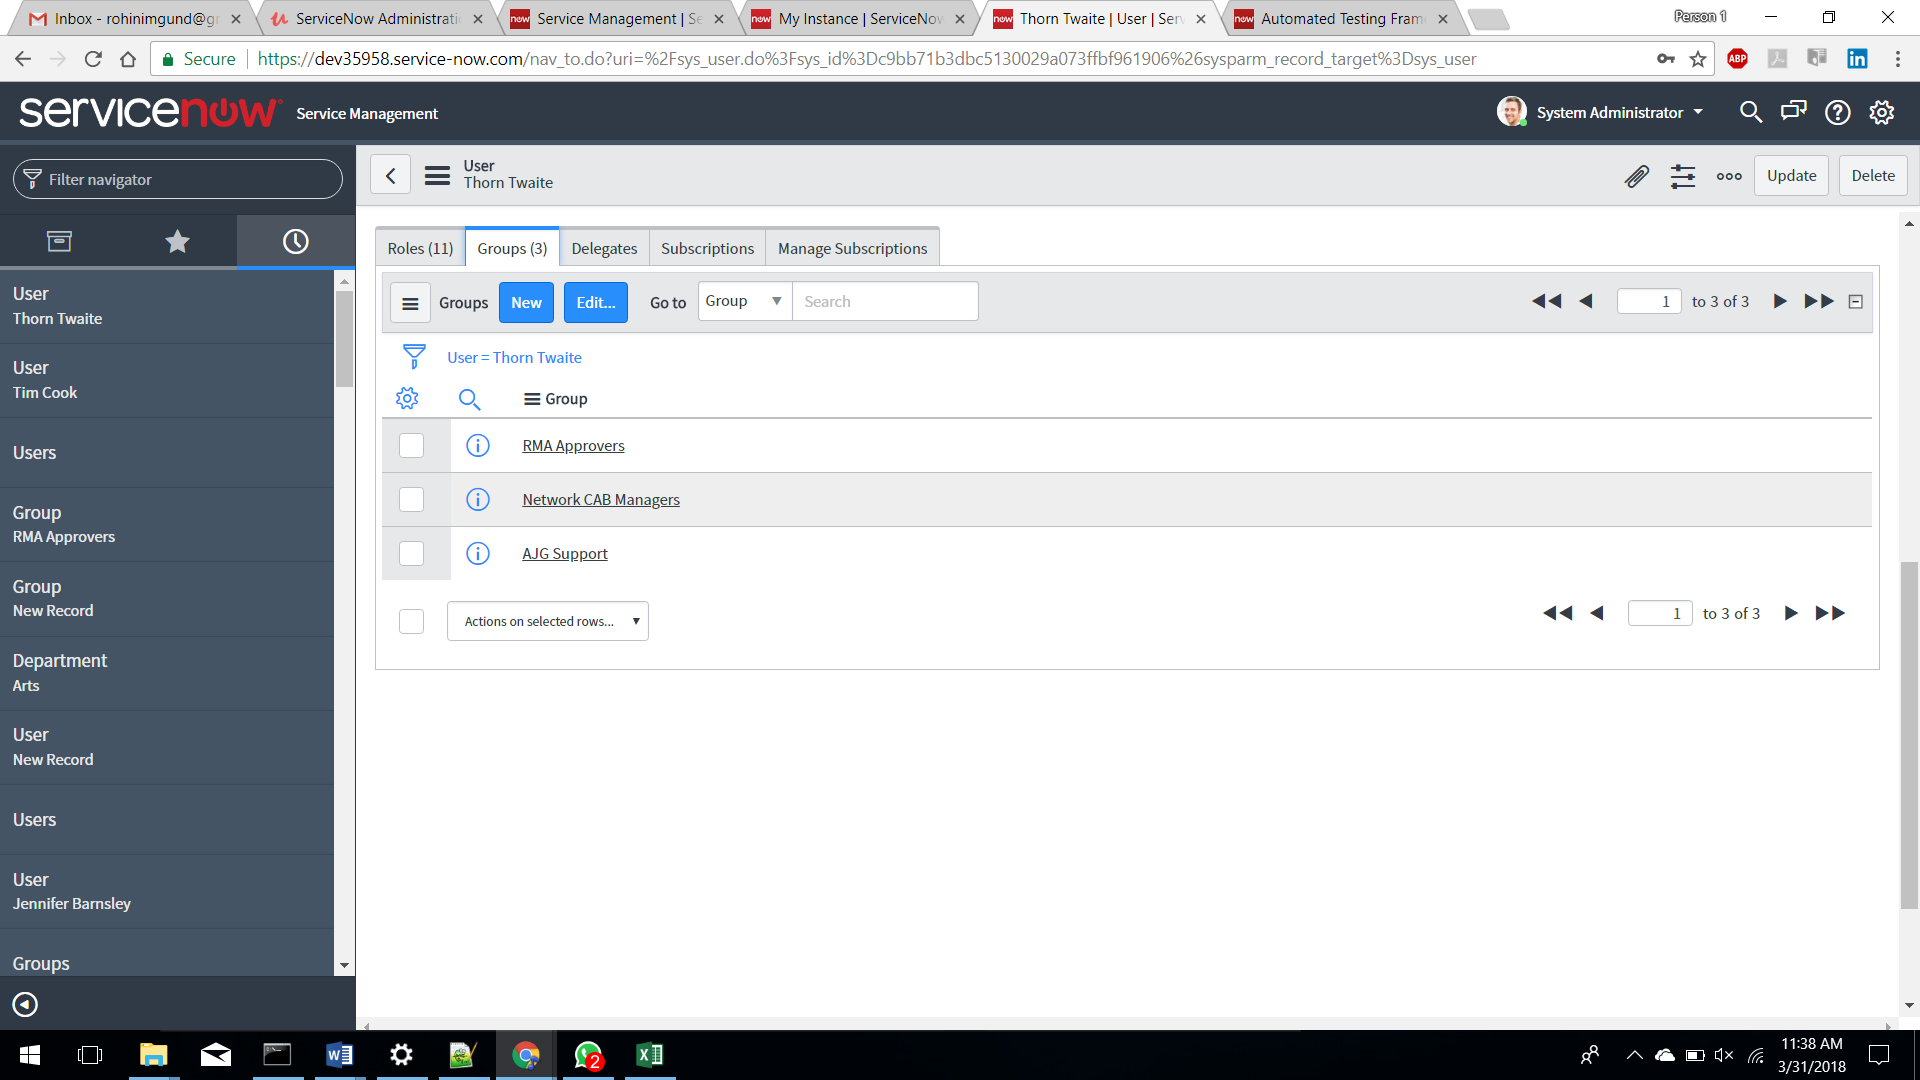 Inbox - rohinimgund@g
ServiceNow Administrati
Service Management | Se
My Instance | ServiceNow
Thorn Twaite | User | Serv
Automated Testing Fram
Person 1
Secure
https://dev35958.service-now.com/nav_to.do?uri=%2Fsys_user.do%3Fsys_id%3Dc9bb71b3dbc5130029a073ffbf961906%26sysparm_record_target%3Dsys_user
ABP
in
servicenow Service Management
System Administrator
Filter navigator
User
Thorn Twaite
Update
Delete
Roles (11)
Groups (3)
Delegates
Subscriptions
Manage Subscriptions
Groups
New
Edit...
Go to
Group
Search
1 to 3 of 3
User = Thorn Twaite
Group
RMA Approvers
Network CAB Managers
AJG Support
Actions on selected rows...
1 to 3 of 3
User
Thorn Twaite
User
Tim Cook
Users
Group
RMA Approvers
Group
New Record
Department
Arts
User
New Record
Users
User
Jennifer Barnsley
Groups
2
11:38 AM
3/31/2018